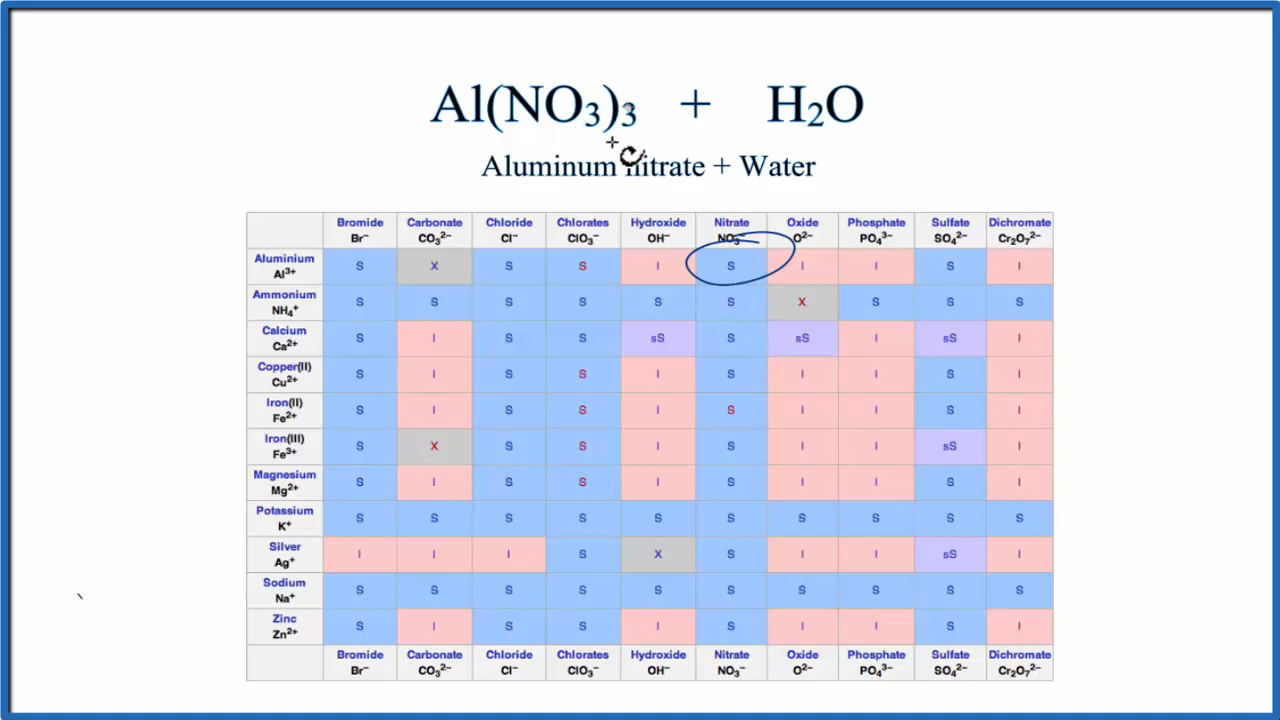 Al(NO₃)₃ + H₂O
Aluminum nitrate + Water
Bromide Carbonate Chloride Chlorates Hydroxide Nitrate Oxide Phosphate Sulfate Dichromate
Br⁻ CO₃²⁻ Cl⁻ ClO₃⁻ OH⁻ NO₃⁻ O²⁻ PO₄³⁻ SO₄²⁻ Cr₂O₇²⁻
Aluminium Al³⁺ S X S S I S I I S I
Ammonium NH₄⁺ S S S S S S X S S S
Calcium Ca²⁺ S I S S sS S sS I sS I
Copper(II) Cu²⁺ S I S S I S I I S I
Iron(II) Fe²⁺ S I S S I S I I S I
Iron(III) Fe³⁺ S X S S I S I I sS I
Magnesium Mg²⁺ S I S S I S I I S I
Potassium K⁺ S S S S S S S S S S
Silver Ag⁺ I I I S X S I I sS I
Sodium Na⁺ S S S S S S S S S S
Zinc Zn²⁺ S I S S I S I I S I
Bromide Carbonate Chloride Chlorates Hydroxide Nitrate Oxide Phosphate Sulfate Dichromate
Br⁻ CO₃²⁻ Cl⁻ ClO₃⁻ OH⁻ NO₃⁻ O²⁻ PO₄³⁻ SO₄²⁻ Cr₂O₇²⁻